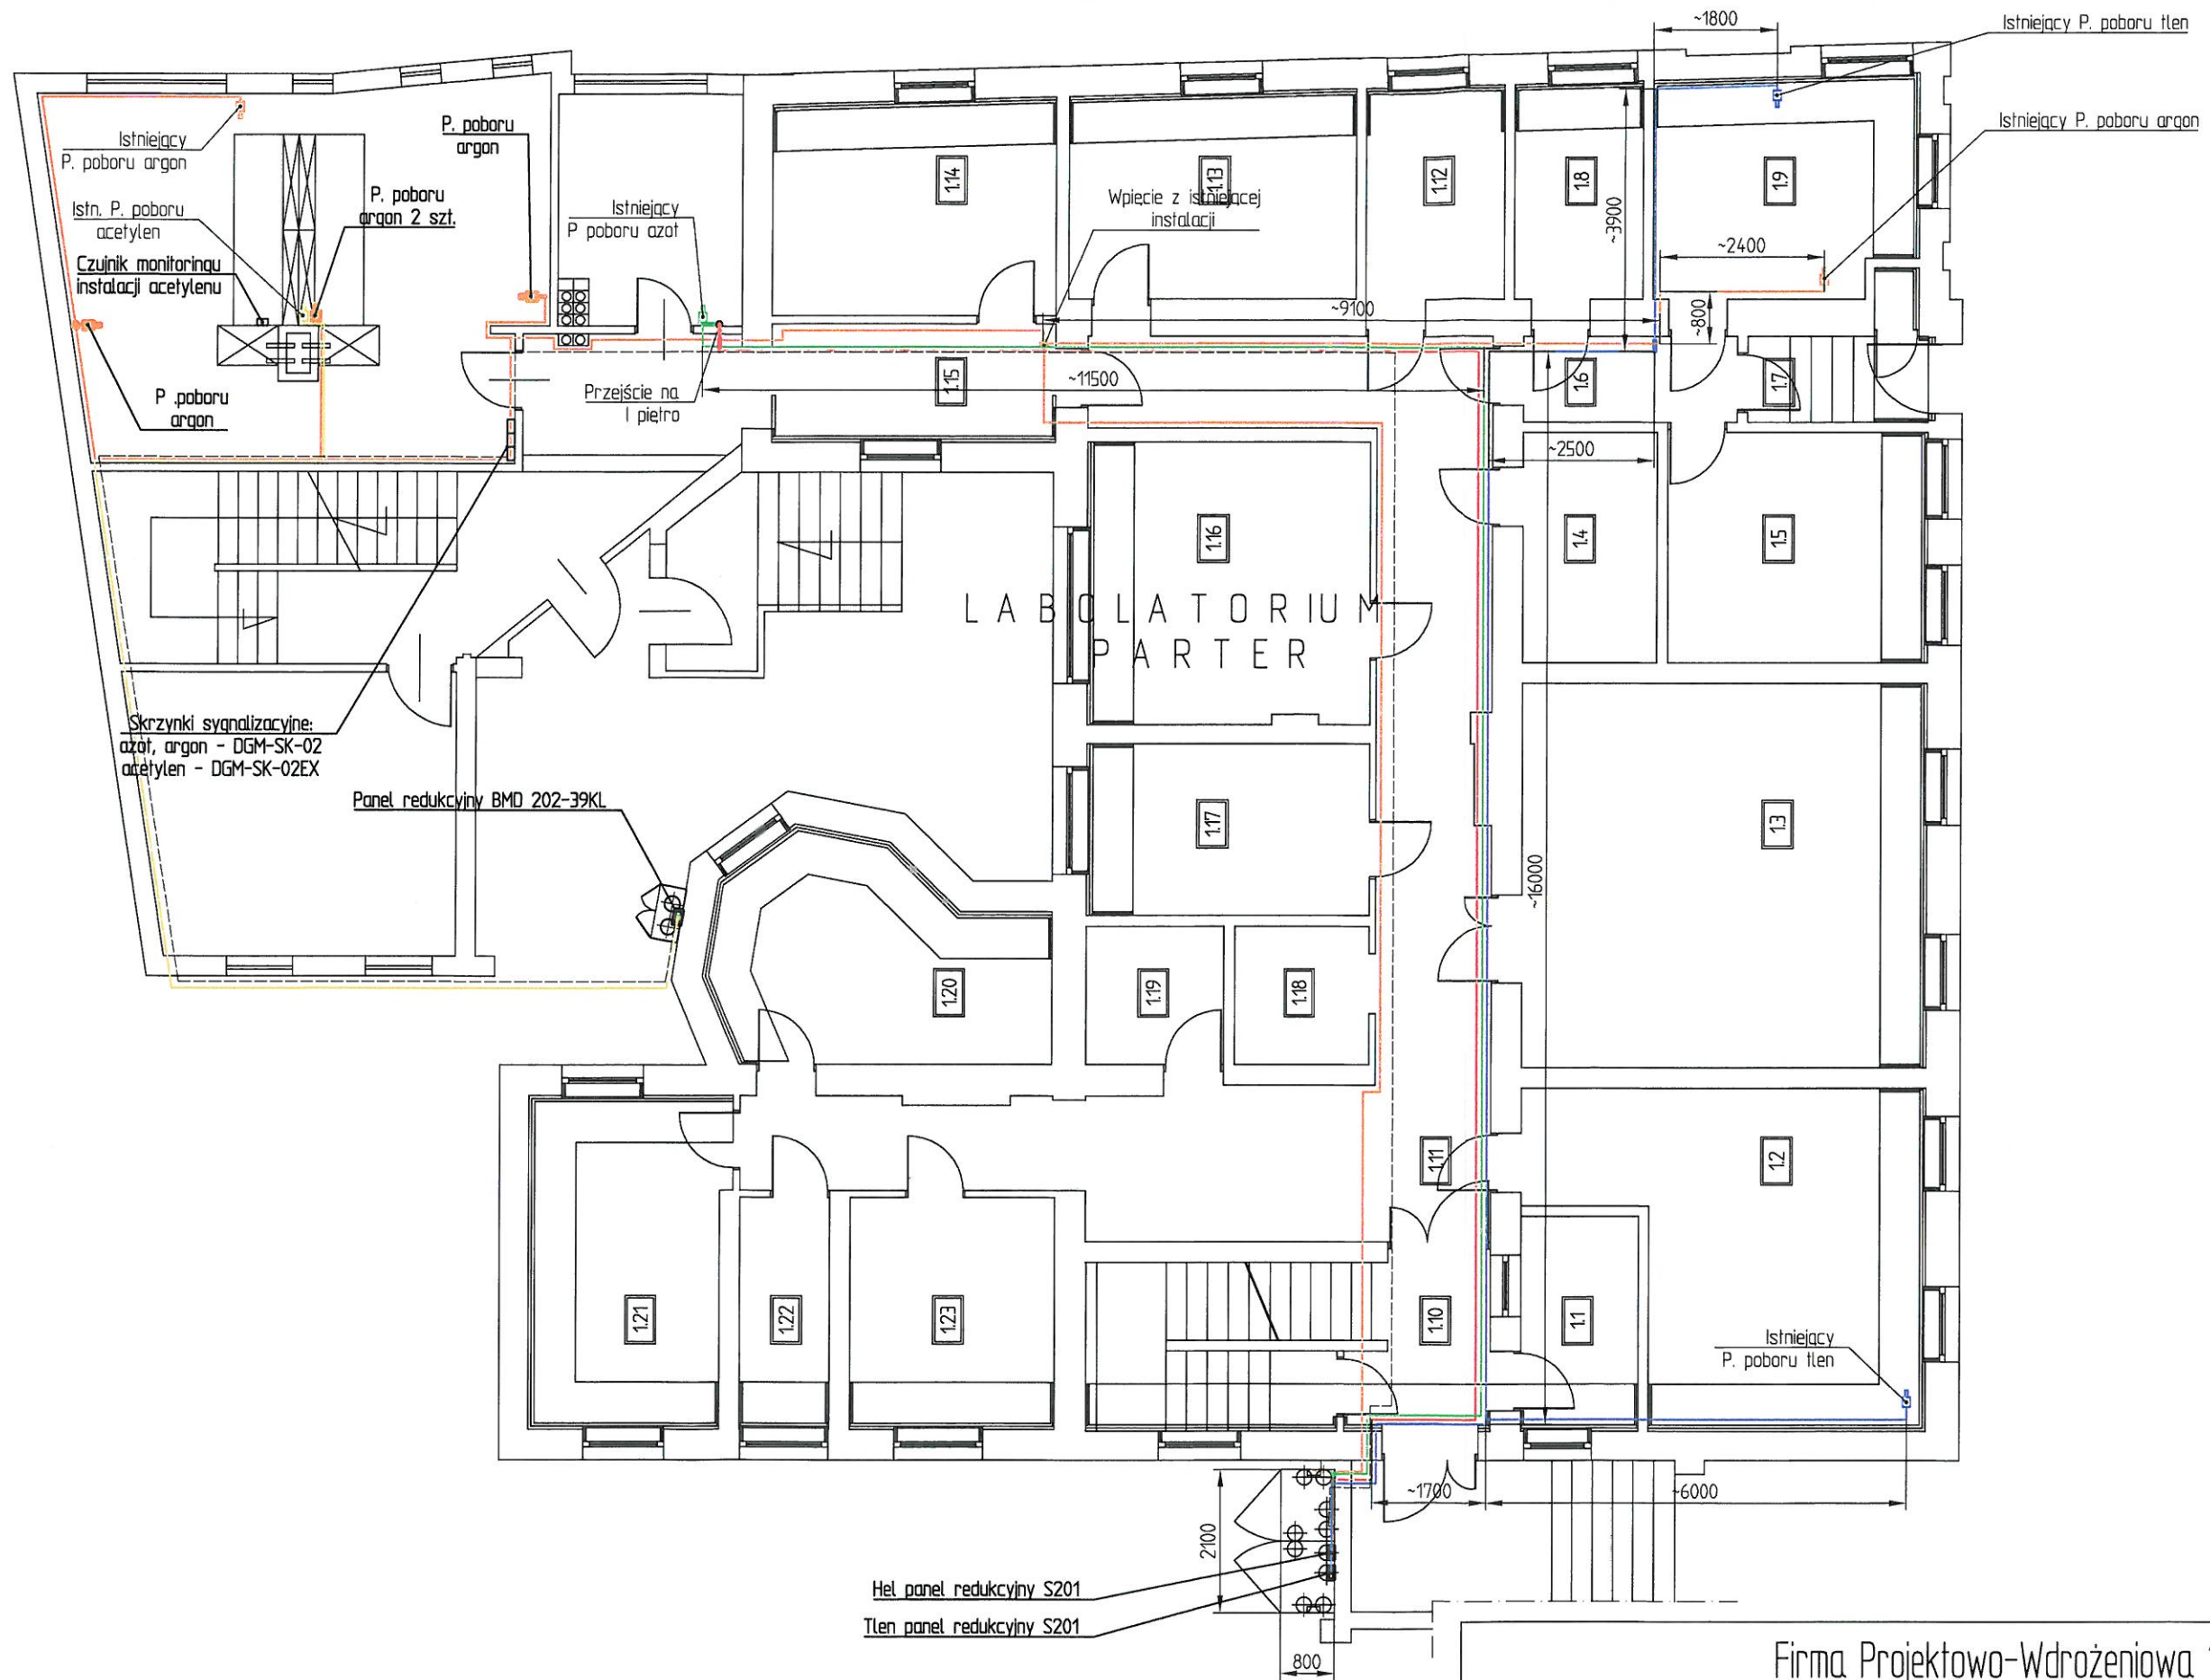 ~1800
Istniejący P. poboru tlen
Istniejący
P. poboru argon
P. poboru
argon
Istniejący P. poboru argon
Istn. P. poboru
acetylen
P. poboru
argon 2 szt.
Istniejący
P poboru azot
Wpięcie z istniejącej
instalacji
1.14
1.13
1.12
1.8
1.9
~3900
~2400
~800
Czujnik monitoringu
instalacji acetylenu
~9100
P .poboru
argon
Przejście na
I piętro
1.15
~11500
1.6
1.7
~2500
1.16
1.4
1.5
LABOLATORIUM
PARTER
Skrzynki sygnalizacyjne:
azot, argon - DGM-SK-02
acetylen - DGM-SK-02EX
Panel redukcyjny BMD 202-39KL
1.17
1.3
~16000
1.20
1.19
1.18
1.11
1.2
1.21
1.22
1.23
1.10
1.1
Istniejący
P. poboru tlen
~1700
~6000
2100
Hel panel redukcyjny S201
Tlen panel redukcyjny S201
800
Firma Projektowo-Wdrożeniowa